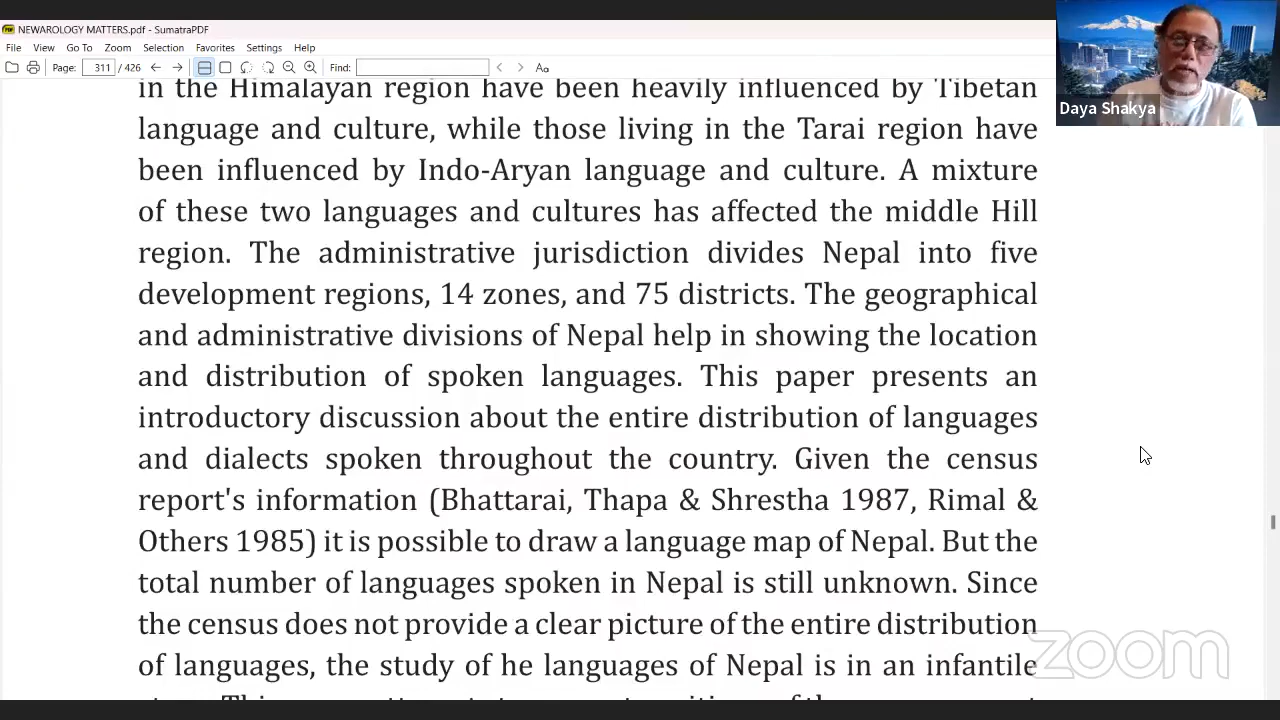 NEWAROLOGY MATTERS.pdf - SumatraPDF
File View Go To Zoom Selection Favorites Settings Help
Page: 311 / 426 Find: Aa
Daya Shakya
in the Himalayan region have been heavily influenced by Tibetan
language and culture, while those living in the Tarai region have
been influenced by Indo-Aryan language and culture. A mixture
of these two languages and cultures has affected the middle Hill
region. The administrative jurisdiction divides Nepal into five
development regions, 14 zones, and 75 districts. The geographical
and administrative divisions of Nepal help in showing the location
and distribution of spoken languages. This paper presents an
introductory discussion about the entire distribution of languages
and dialects spoken throughout the country. Given the census
report's information (Bhattarai, Thapa & Shrestha 1987, Rimal &
Others 1985) it is possible to draw a language map of Nepal. But the
total number of languages spoken in Nepal is still unknown. Since
the census does not provide a clear picture of the entire distribution
of languages, the study of he languages of Nepal is in an infantile
zoom